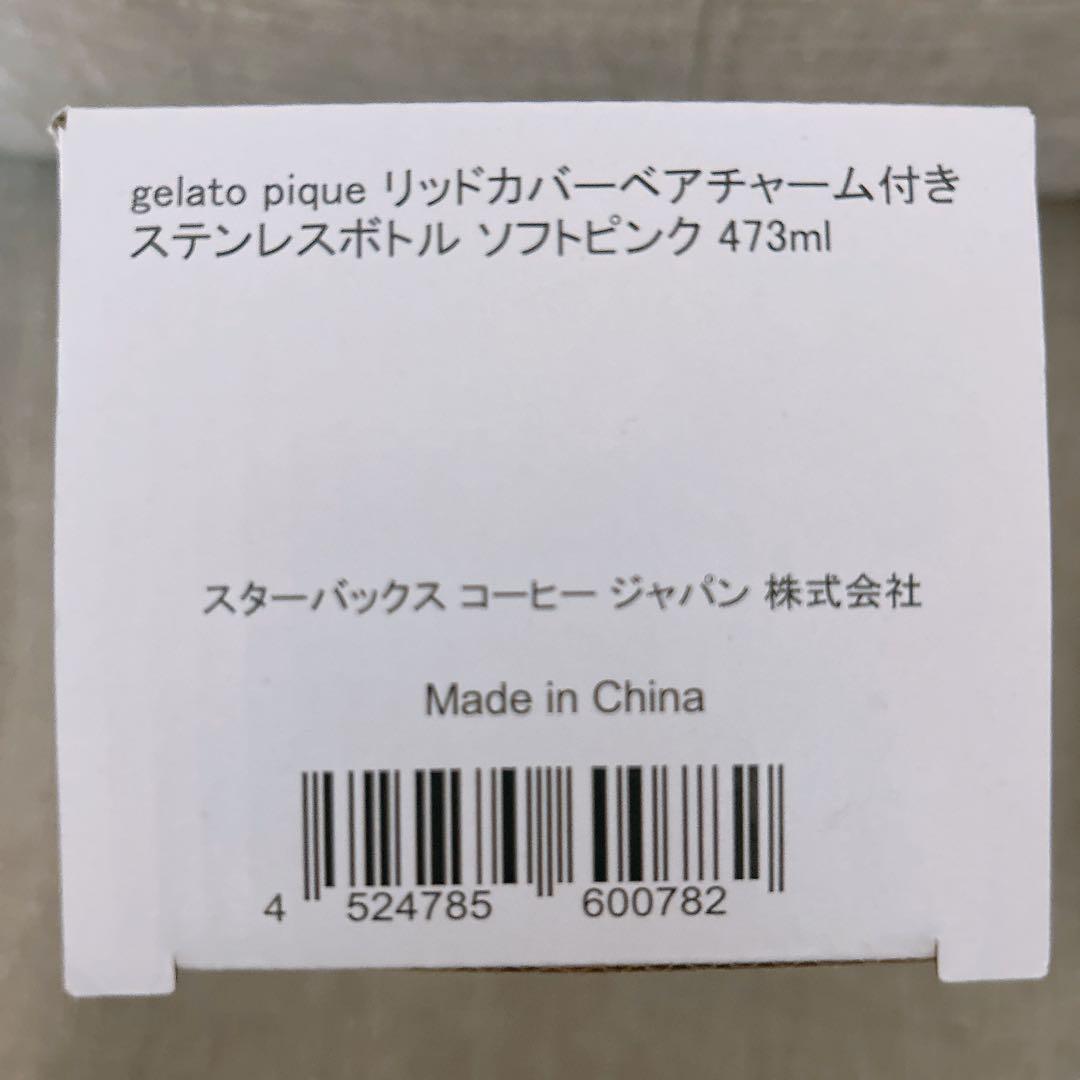 gelato pique リッドカバーベアチャーム付き
ステンレスボトル ソフトピンク 473ml
スターバックス コーヒー ジャパン 株式会社
Made in China
4 524785 600782